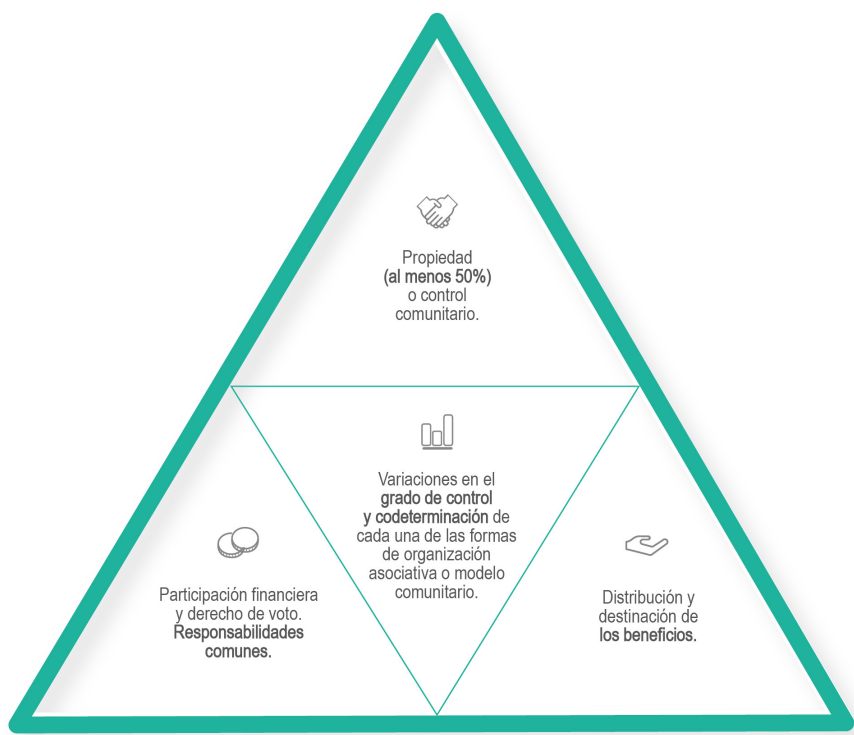 Propiedad
(al menos 50%)
o control
comunitario.
Variaciones en el
grado de control
y codeterminación de
cada una de las formas
de organización
asociativa o modelo
comunitario.
Participación financiera
y derecho de voto.
Responsabilidades
comunes.
Distribución y
destinación de
los beneficios.